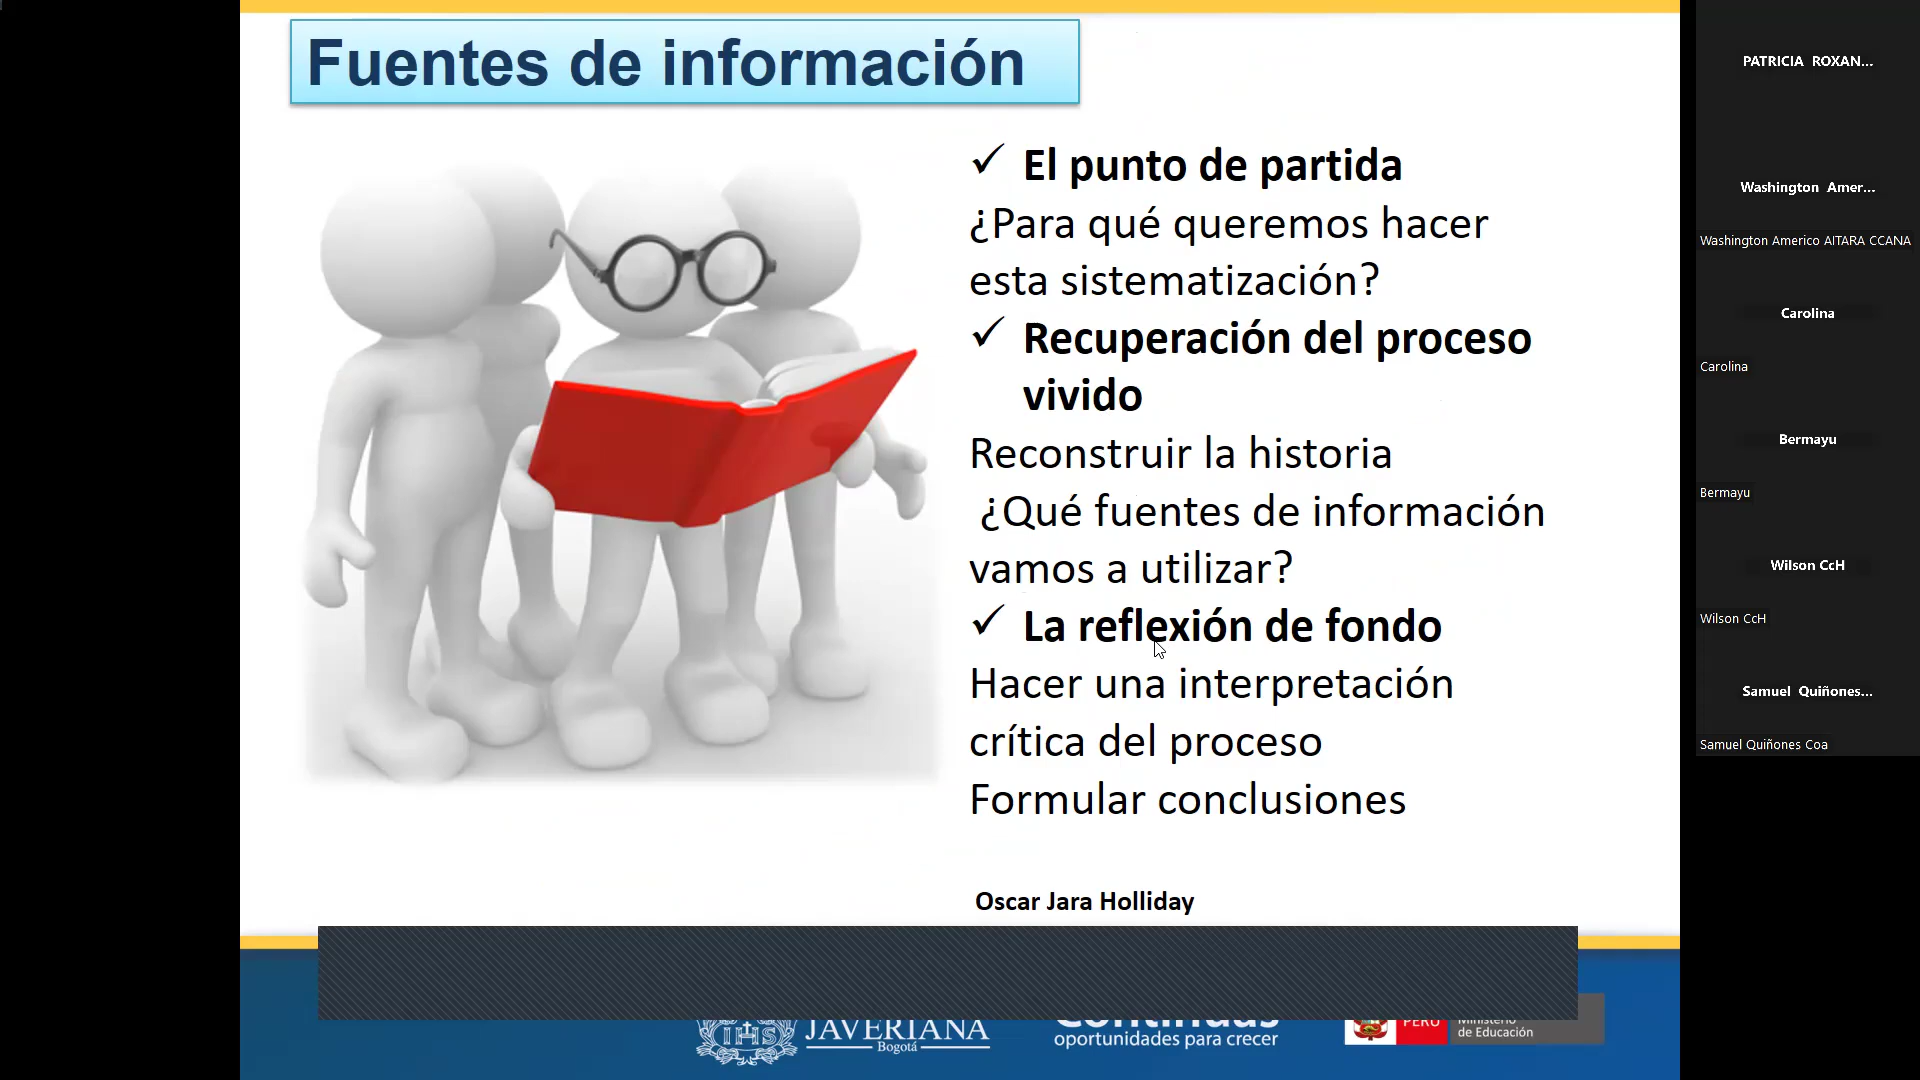 Fuentes de información
✓ El punto de partida
¿Para qué queremos hacer
esta sistematización?
✓ Recuperación del proceso
vivido
Reconstruir la historia
¿Qué fuentes de información
vamos a utilizar?
✓ La reflexión de fondo
Hacer una interpretación
crítica del proceso
Formular conclusiones
Oscar Jara Holliday
IHS
JAVERIANA
Bogotá
Continuas
oportunidades para crecer
PERÚ
Ministerio
de Educación
PATRICIA ROXAN...
Washington Amer...
Washington Americo AITARA CCANA
Carolina
Carolina
Bermayu
Bermayu
Wilson CcH
Wilson CcH
Samuel Quiñones...
Samuel Quiñones Coa